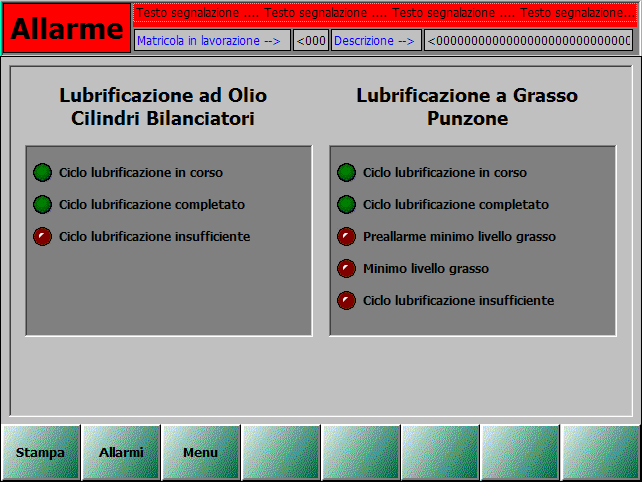 Allarme
Testo segnalazione .... Testo segnalazione .... Testo segnalazione .... Testo segnalazione...
Matricola in lavorazione --> <000 Descrizione --> <00000000000000000000000000000
Lubrificazione ad Olio
Cilindri Bilanciatori
Ciclo lubrificazione in corso
Ciclo lubrificazione completato
Ciclo lubrificazione insufficiente
Lubrificazione a Grasso
Punzone
Ciclo lubrificazione in corso
Ciclo lubrificazione completato
Preallarme minimo livello grasso
Minimo livello grasso
Ciclo lubrificazione insufficiente
Stampa Allarmi Menu